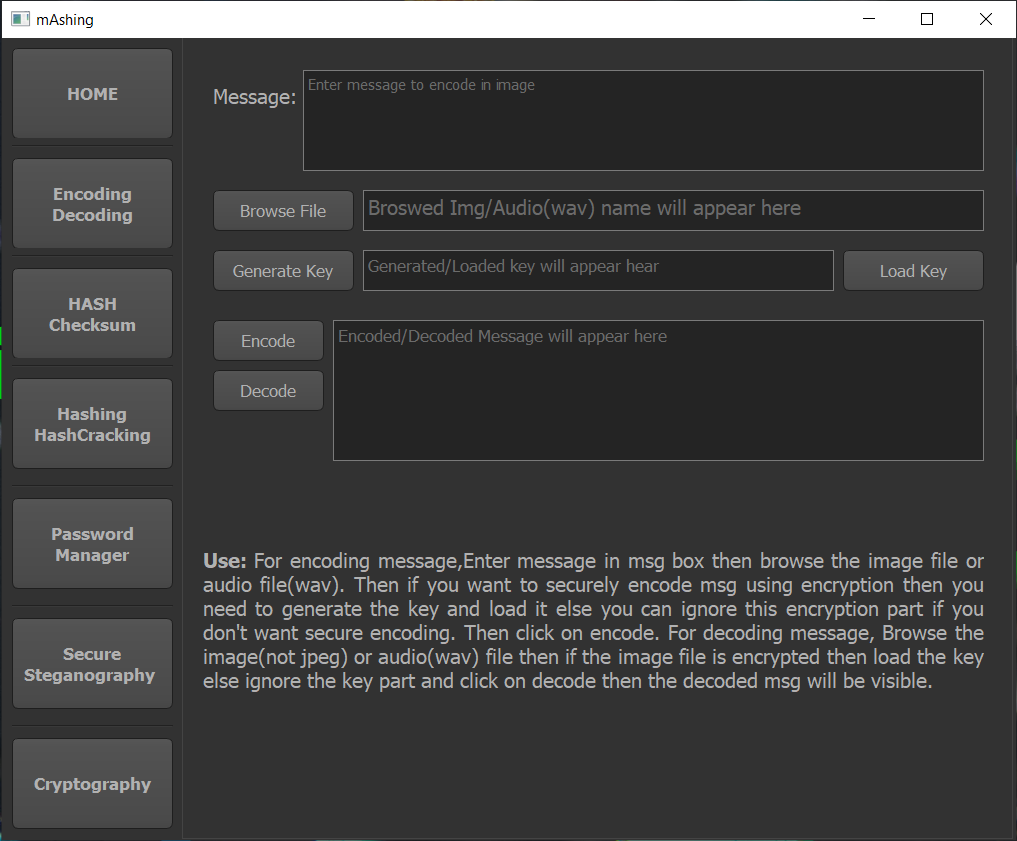 mAshing
HOME
Encoding
Decoding
HASH
Checksum
Hashing
HashCracking
Password
Manager
Secure
Steganography
Cryptography
Message:
Enter message to encode in image
Browse File
Broswed Img/Audio(wav) name will appear here
Generate Key
Generated/Loaded key will appear hear
Load Key
Encode
Encoded/Decoded Message will appear here
Decode
Use: For encoding message,Enter message in msg box then browse the image file or
audio file(wav). Then if you want to securely encode msg using encryption then you
need to generate the key and load it else you can ignore this encryption part if you
don't want secure encoding. Then click on encode. For decoding message, Browse the
image(not jpeg) or audio(wav) file then if the image file is encrypted then load the key
else ignore the key part and click on decode then the decoded msg will be visible.